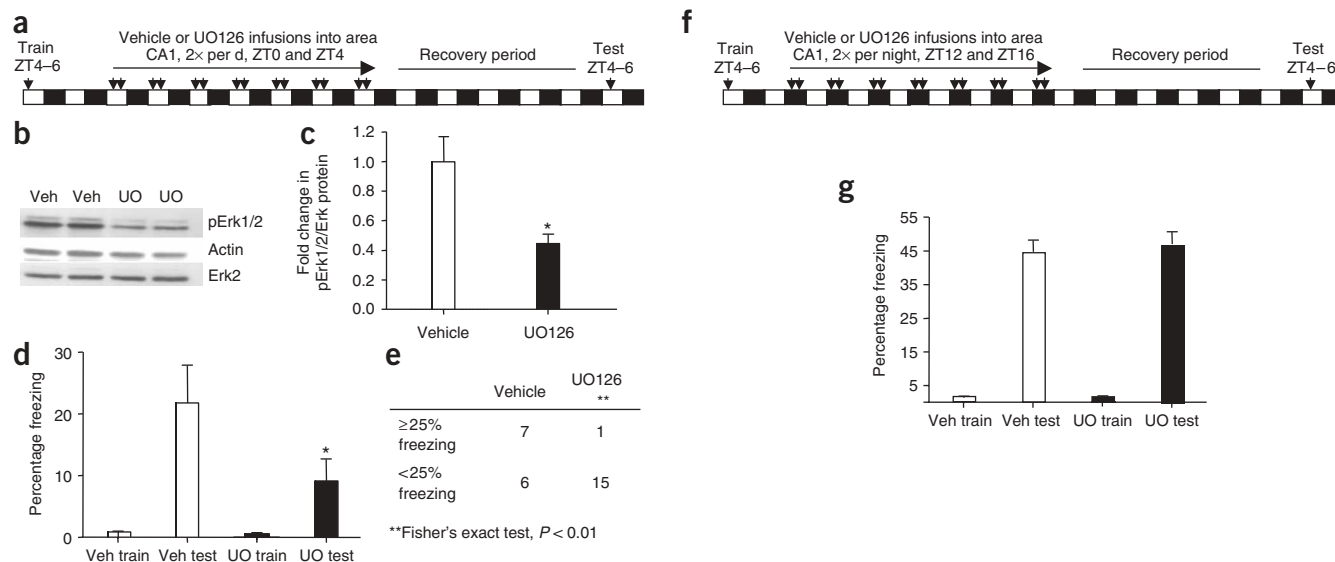 a
Train
ZT4–6
Vehicle or UO126 infusions into area
CA1, 2× per d, ZT0 and ZT4
Recovery period
Test
ZT4–6
b
Veh Veh UO UO
pErk1/2
Actin
Erk2
c
Fold change in
pErk1/2/Erk protein
1.2
1.0
0.8
0.6
0.4
0.2
0.0
*
Vehicle UO126
d
Percentage freezing
30
20
10
0
*
Veh train Veh test UO train UO test
e
Vehicle UO126
**
≥25%
freezing
7 1
<25%
freezing
6 15
**Fisher's exact test, P < 0.01
f
Train
ZT4–6
Vehicle or UO126 infusions into area
CA1, 2× per night, ZT12 and ZT16
Recovery period
Test
ZT4–6
g
Percentage freezing
55
45
35
25
15
5
Veh train Veh test UO train UO test